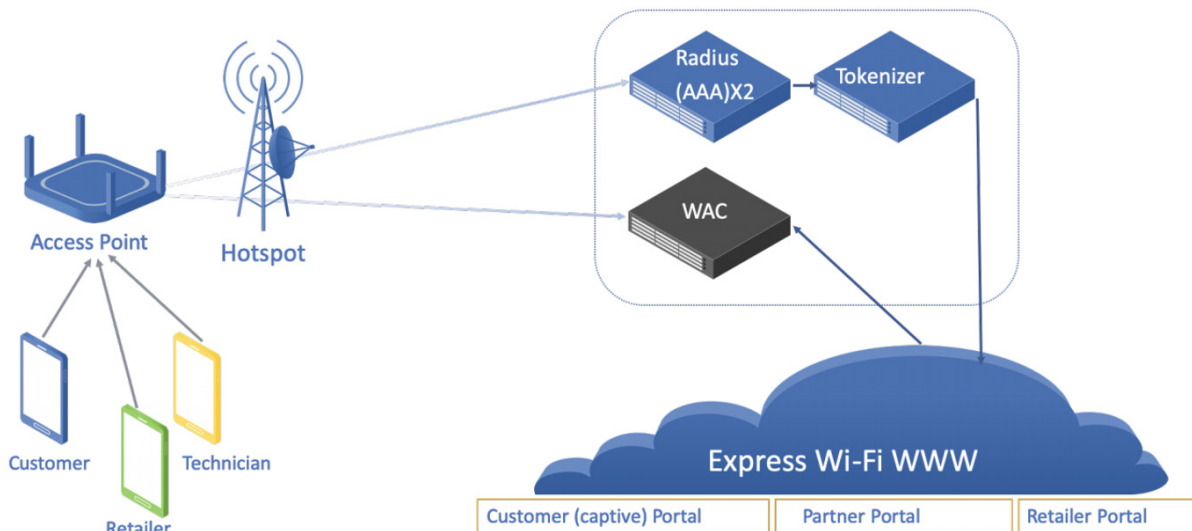 Radius
(AAA)X2
Tokenizer
WAC
Access Point
Hotspot
Customer
Technician
Retailer
Express Wi-Fi WWW
Customer (captive) Portal
Partner Portal
Retailer Portal